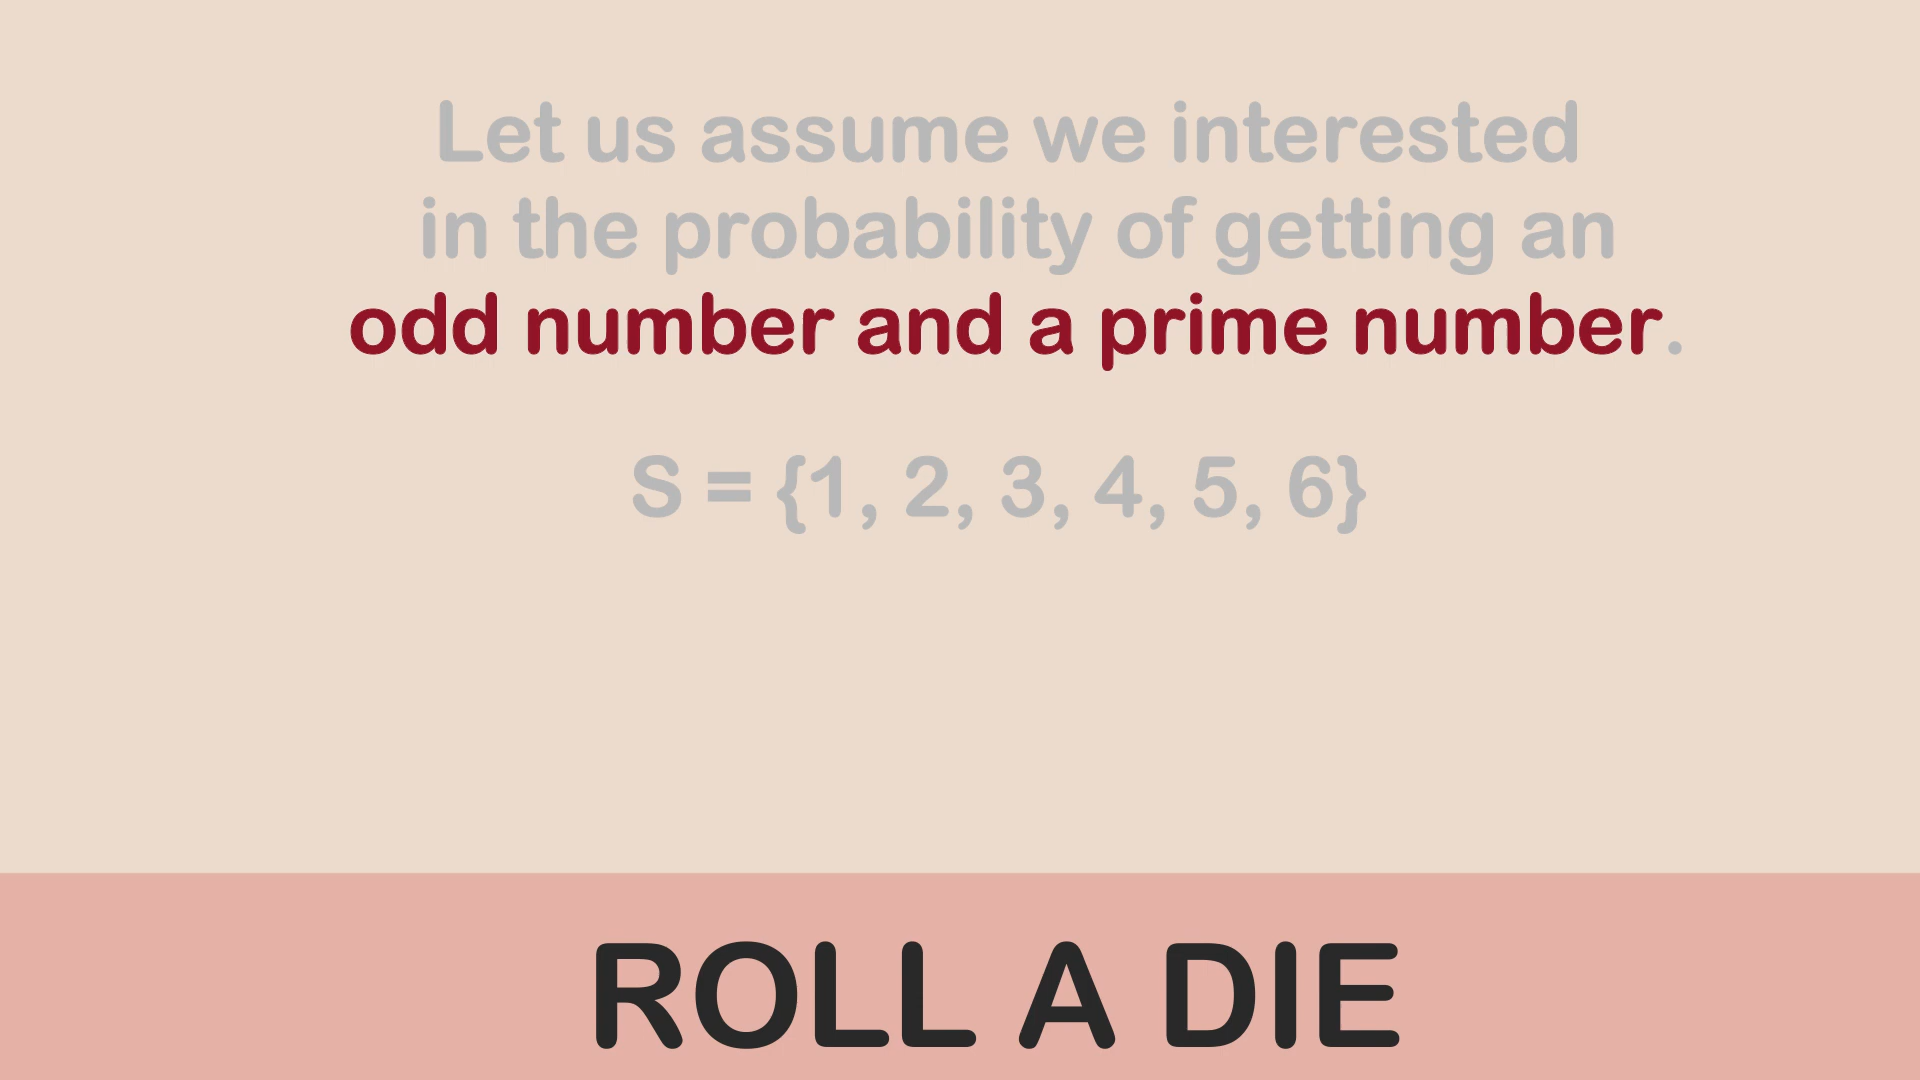 Let us assume we interested
in the probability of getting an
odd number and a prime number.
S = {1, 2, 3, 4, 5, 6}
ROLL A DIE